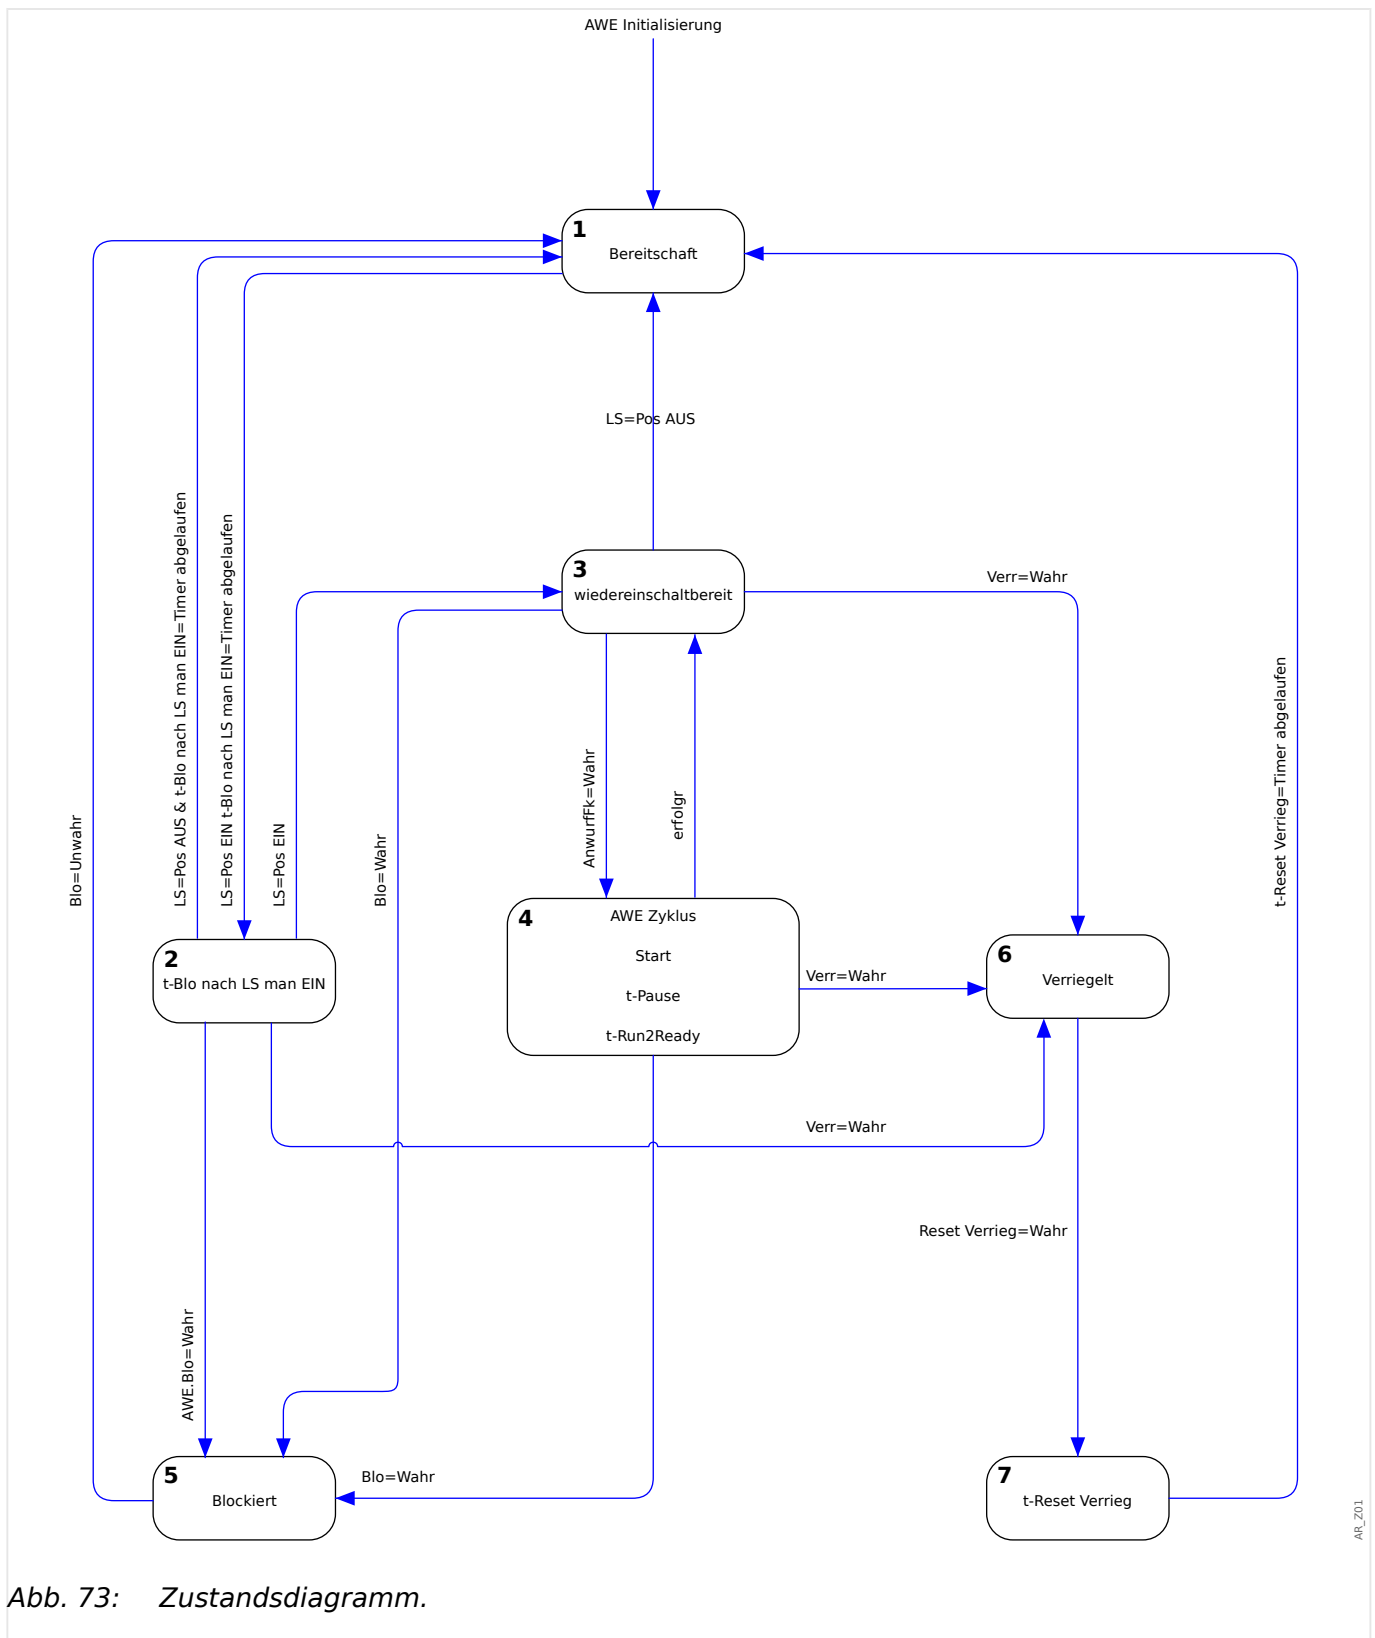 AWE Initialisierung
1
Bereitschaft
LS=Pos AUS
3
wiedereinschaltbereit
Verr=Wahr
Blo=Unwahr
LS=Pos AUS & t-Blo nach LS man EIN=Timer abgelaufen
LS=Pos EIN t-Blo nach LS man EIN=Timer abgelaufen
LS=Pos EIN
Blo=Wahr
AnwurfFk=Wahr
erfolgr
t-Reset Verrieg=Timer abgelaufen
2
t-Blo nach LS man EIN
4
AWE Zyklus
Start
t-Pause
t-Run2Ready
Verr=Wahr
6
Verriegelt
Verr=Wahr
Reset Verrieg=Wahr
AWE.Blo=Wahr
5
Blockiert
Blo=Wahr
7
t-Reset Verrieg
AR_Z01
Abb. 73: Zustandsdiagramm.